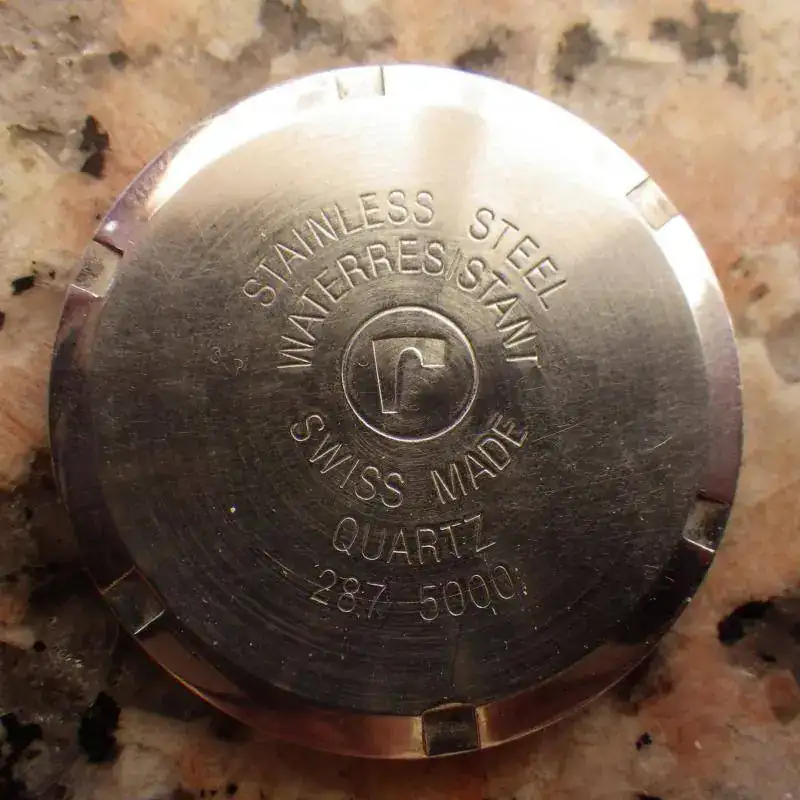 STAINLESS STEEL
WATERRESISTANT
r
SWISS MADE
QUARTZ
287 5000